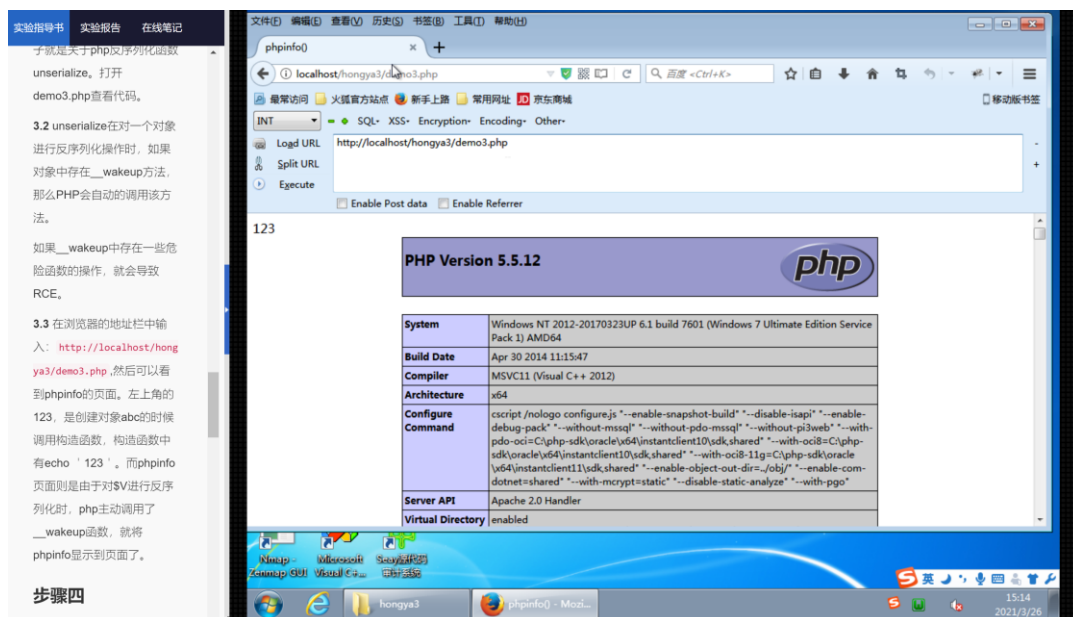 实验指导书 实验报告 在线笔记
子就是关于php反序列化函数
unserialize。打开
demo3.php查看代码。
3.2 unserialize在对一个对象
进行反序列化操作时，如果
对象中存在__wakeup方法，
那么PHP会自动的调用该方
法。
如果__wakeup中存在一些危
险函数的操作，就会导致
RCE。
3.3 在浏览器的地址栏中输
入： http://localhost/hong
ya3/demo3.php ,然后可以看
到phpinfo的页面。左上角的
123，是创建对象abc的时候
调用构造函数，构造函数中
有echo ‘123’。而phpinfo
页面则是由于对$V进行反序
列化时，php主动调用了
__wakeup函数，就将
phpinfo显示到页面了。
步骤四
文件(F) 编辑(E) 查看(V) 历史(S) 书签(B) 工具(T) 帮助(H)
phpinfo()
localhost/hongya3/demo3.php
百度 <Ctrl+K>
最常访问 火狐官方站点 新手上路 常用网址 JD 京东商城 移动版书签
INT SQL- XSS- Encryption- Encoding- Other-
Load URL http://localhost/hongya3/demo3.php
Split URL
Execute
Enable Post data Enable Referrer
123
PHP Version 5.5.12
php
System Windows NT 2012-20170323UP 6.1 build 7601 (Windows 7 Ultimate Edition Service
Pack 1) AMD64
Build Date Apr 30 2014 11:15:47
Compiler MSVC11 (Visual C++ 2012)
Architecture x64
Configure Command cscript /nologo configure.js "--enable-snapshot-build" "--disable-isapi" "--enable-
debug-pack" "--without-mssql" "--without-pdo-mssql" "--without-pi3web" "--with-
pdo-oci=C:\php-sdk\oracle\x64\instantclient10\sdk,shared" "--with-oci8=C:\php-
sdk\oracle\x64\instantclient10\sdk,shared" "--with-oci8-11g=C:\php-sdk\oracle
\x64\instantclient11\sdk,shared" "--enable-object-out-dir=../obj/" "--enable-com-
dotnet=shared" "--with-mcrypt=static" "--disable-static-analyze" "--with-pgo"
Server API Apache 2.0 Handler
Virtual Directory enabled
Nmap - Microsoft Seay源代码
Zenmap GUI Visual C+... 审计系统
英
hongya3 phpinfo() - Mozi...
15:14
2021/3/26